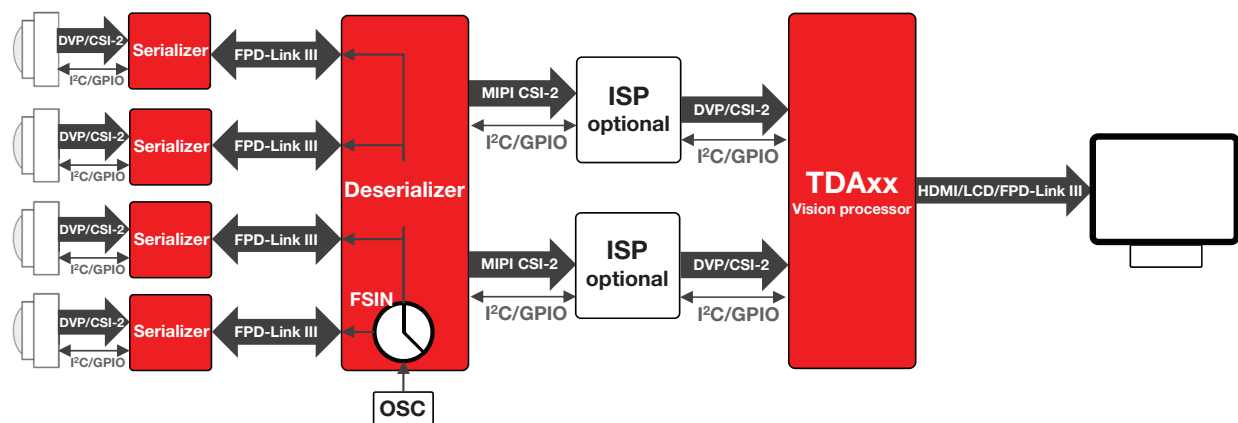 DVP/CSI-2
I²C/GPIO
Serializer
FPD-Link III
DVP/CSI-2
I²C/GPIO
Serializer
FPD-Link III
DVP/CSI-2
I²C/GPIO
Serializer
FPD-Link III
DVP/CSI-2
I²C/GPIO
Serializer
FPD-Link III
Deserializer
FSIN
OSC
MIPI CSI-2
I²C/GPIO
ISP
optional
DVP/CSI-2
I²C/GPIO
MIPI CSI-2
I²C/GPIO
ISP
optional
DVP/CSI-2
I²C/GPIO
TDAxx
Vision processor
HDMI/LCD/FPD-Link III